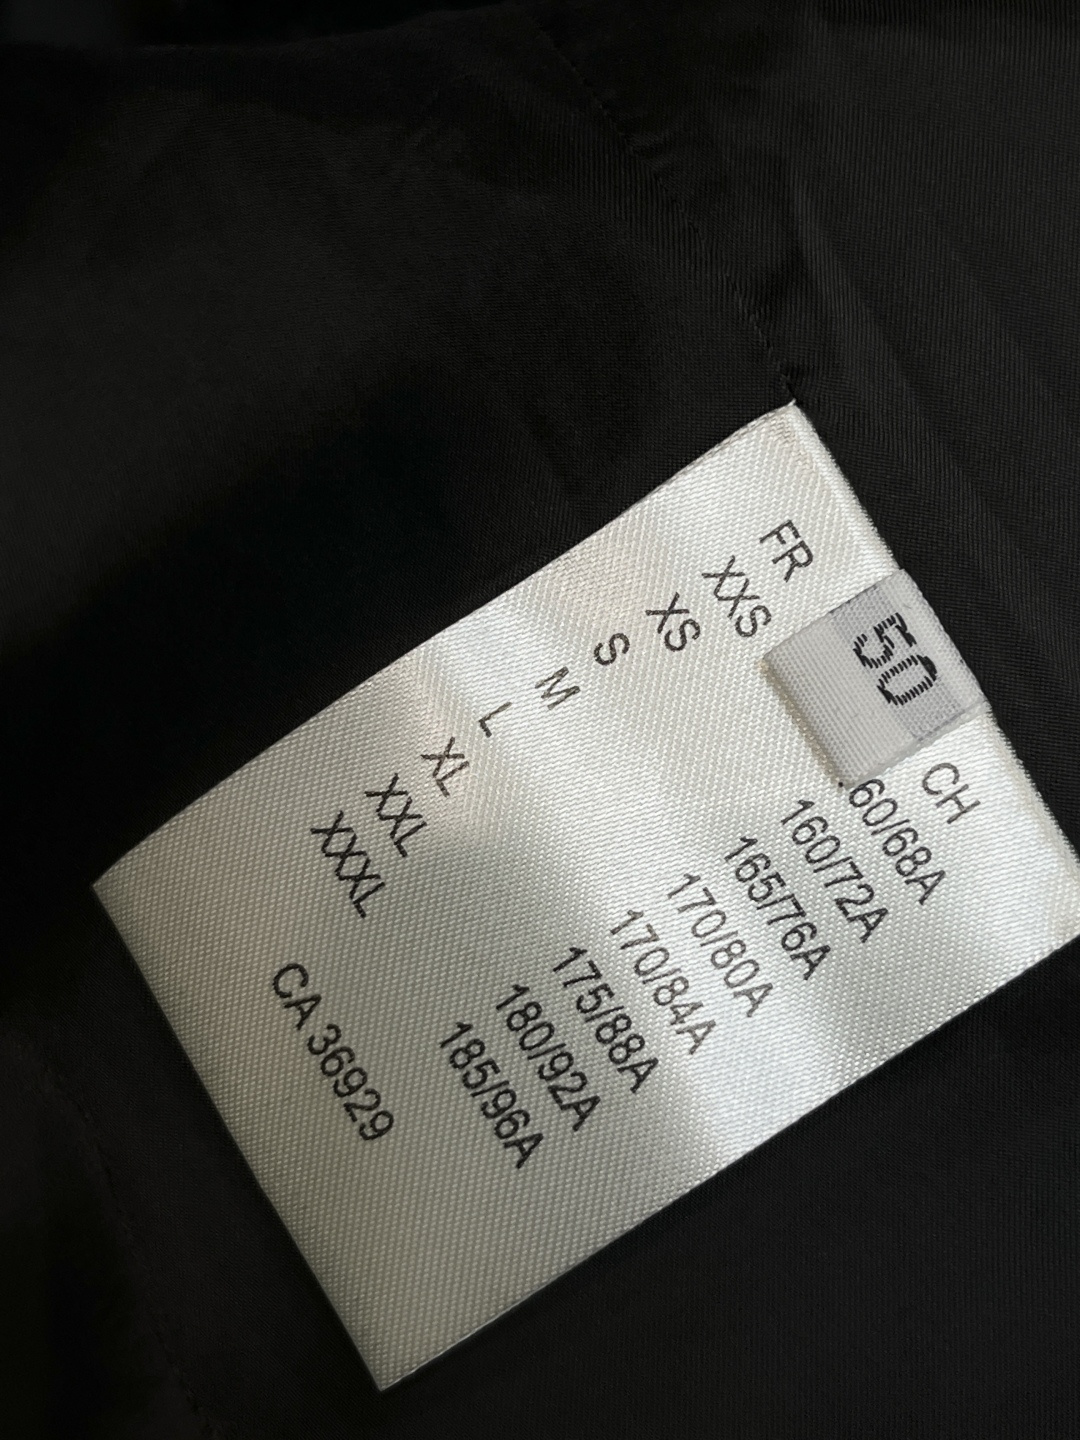 50
FR CH
XXS 160/68A
XS 160/72A
S 165/76A
M 170/80A
L 170/84A
XL 175/88A
XXL 180/92A
XXXL 185/96A
CA 36929